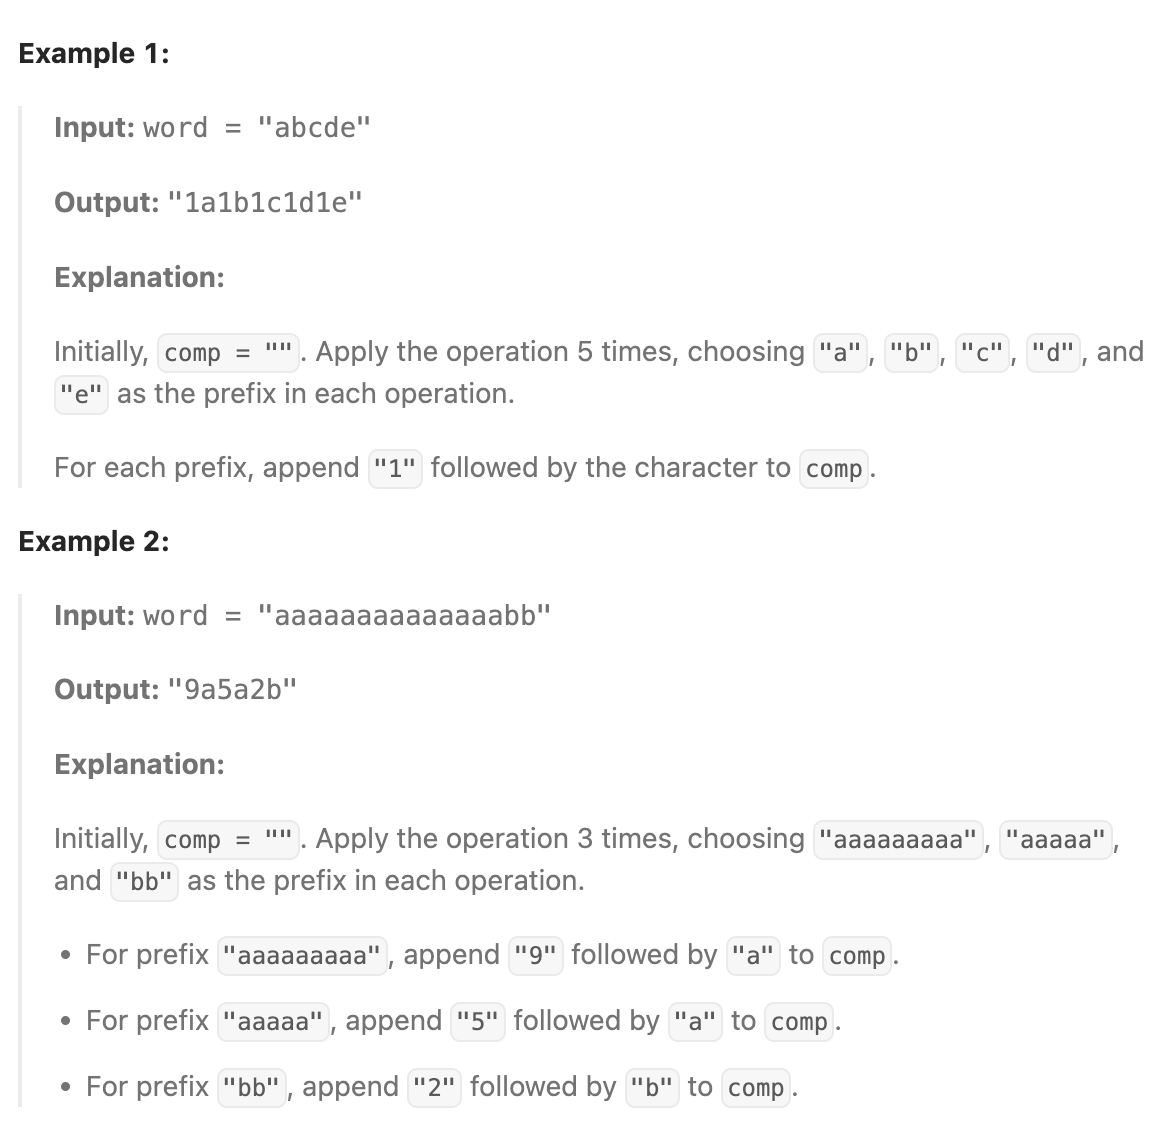 Example 1:
Input: word = "abcde"
Output: "1a1b1c1d1e"
Explanation:
Initially, comp = "". Apply the operation 5 times, choosing "a", "b", "c", "d", and
"e" as the prefix in each operation.
For each prefix, append "1" followed by the character to comp.
Example 2:
Input: word = "aaaaaaaaaaaaaabb"
Output: "9a5a2b"
Explanation:
Initially, comp = "". Apply the operation 3 times, choosing "aaaaaaaaa", "aaaaa",
and "bb" as the prefix in each operation.
• For prefix "aaaaaaaaa", append "9" followed by "a" to comp.
• For prefix "aaaaa", append "5" followed by "a" to comp.
• For prefix "bb", append "2" followed by "b" to comp.